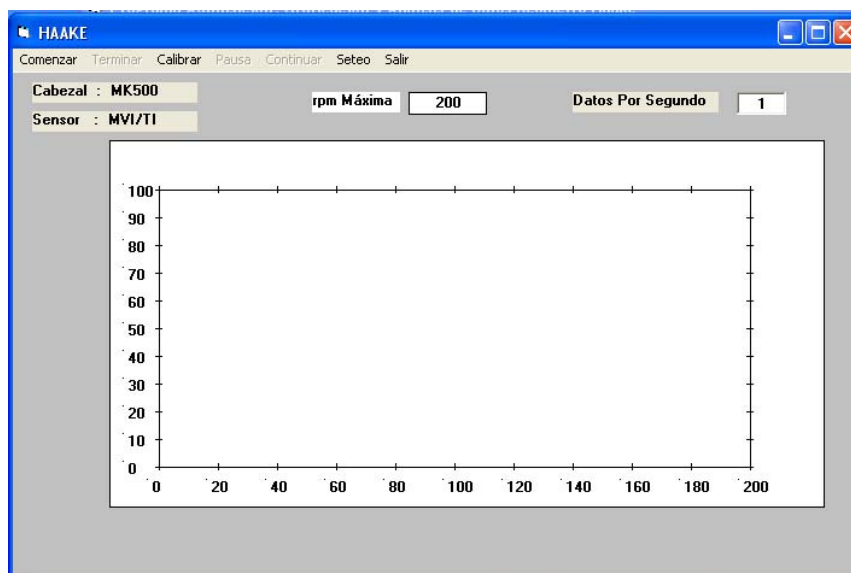 HAAKE
Comenzar Terminar Calibrar Pausa Continuar Seteo Salir
Cabezal : MK500
rpm Máxima 200
Datos Por Segundo 1
Sensor : MVI/TI
100
90
80
70
60
50
40
30
20
10
0
0 20 40 60 80 100 120 140 160 180 200